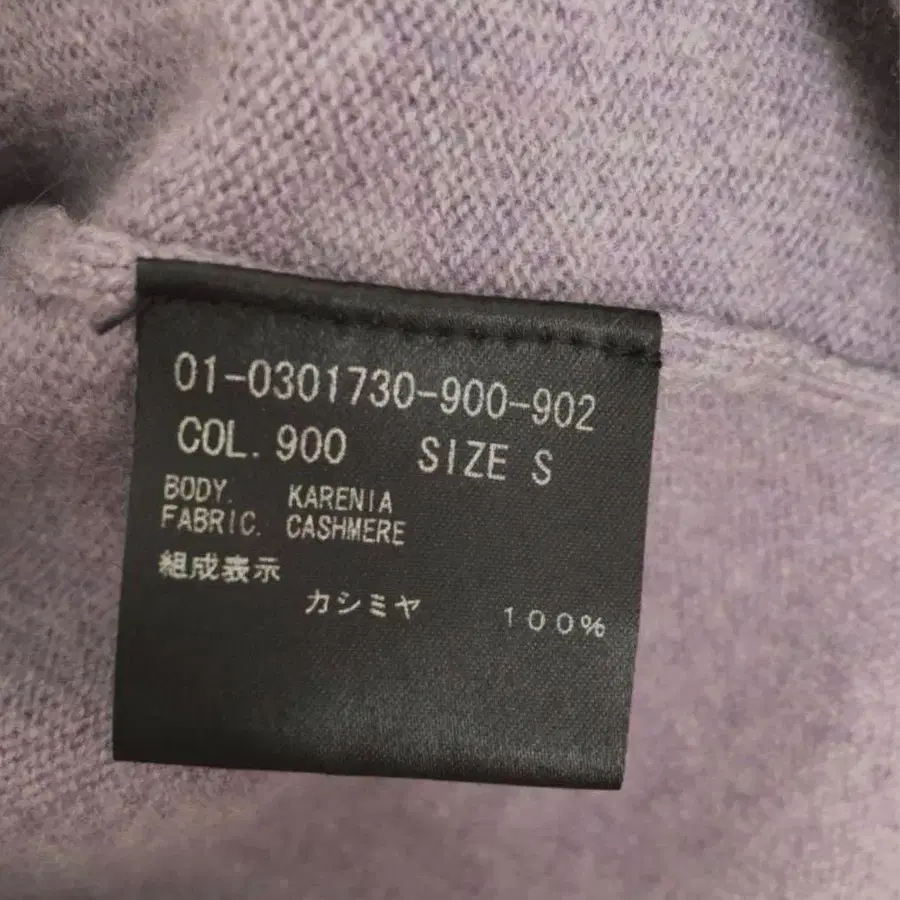 01-0301730-900-902
COL. 900 SIZE S
BODY. KARENIA
FABRIC. CASHMERE
組成表示
カシミヤ 100%